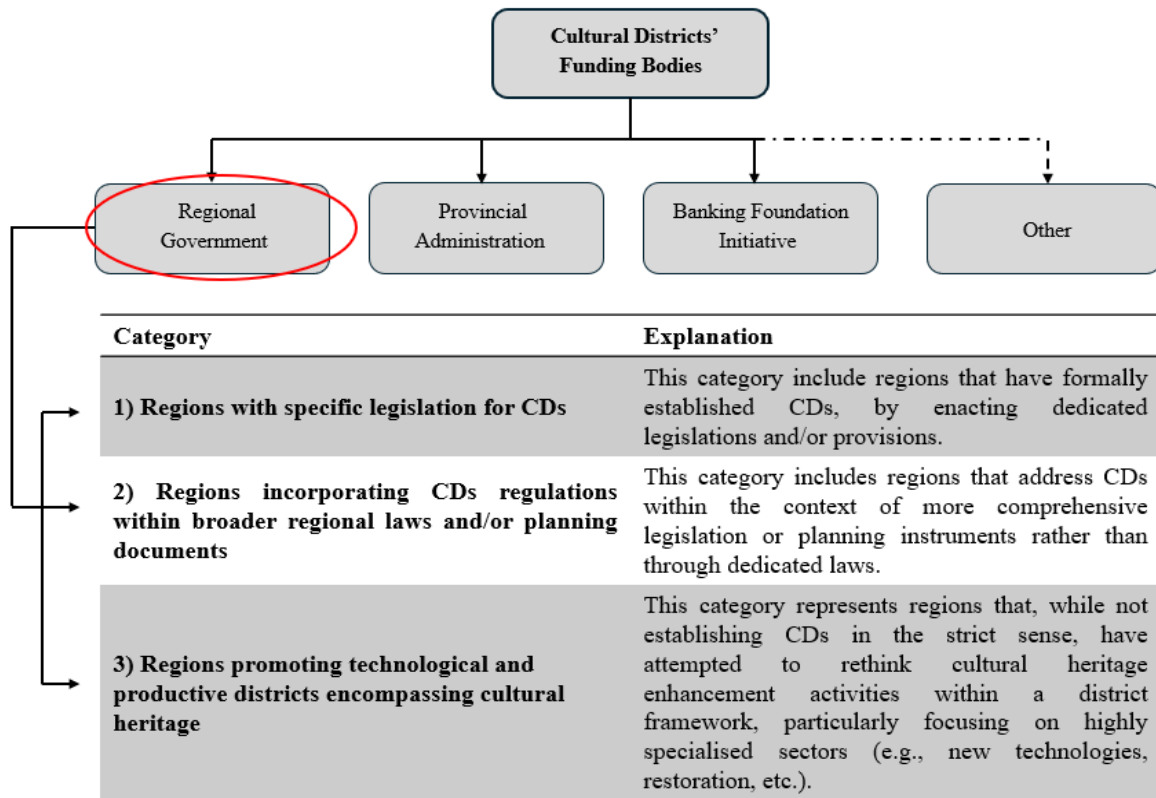 Cultural Districts'
Funding Bodies
Regional
Government
Provincial
Administration
Banking Foundation
Initiative
Other
Category
Explanation
1) Regions with specific legislation for CDs
This category include regions that have formally
established CDs, by enacting dedicated
legislations and/or provisions.
2) Regions incorporating CDs regulations
within broader regional laws and/or planning
documents
This category includes regions that address CDs
within the context of more comprehensive
legislation or planning instruments rather than
through dedicated laws.
3) Regions promoting technological and
productive districts encompassing cultural
heritage
This category represents regions that, while not
establishing CDs in the strict sense, have
attempted to rethink cultural heritage
enhancement activities within a district
framework, particularly focusing on highly
specialised sectors (e.g., new technologies,
restoration, etc.).